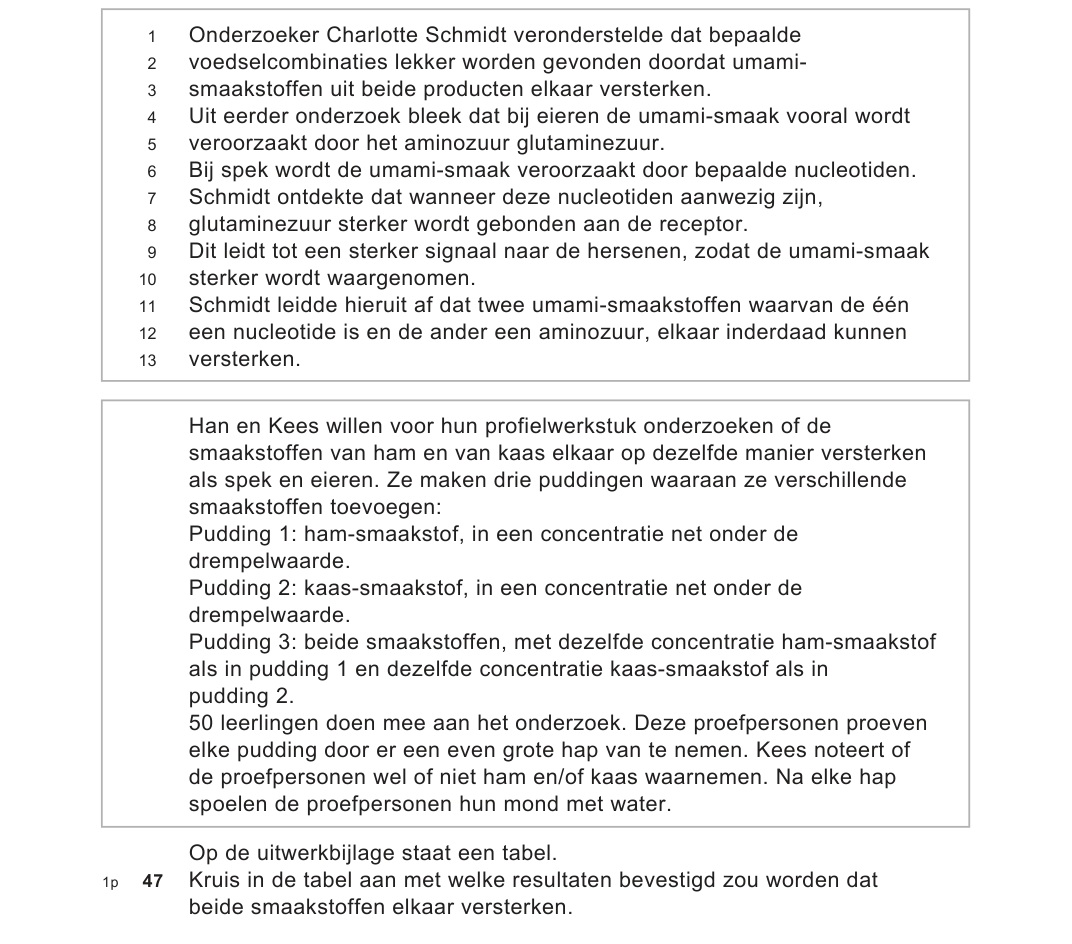 1 Onderzoeker Charlotte Schmidt veronderstelde dat bepaalde
2 voedselcombinaties lekker worden gevonden doordat umami-
3 smaakstoffen uit beide producten elkaar versterken.
4 Uit eerder onderzoek bleek dat bij eieren de umami-smaak vooral wordt
5 veroorzaakt door het aminozuur glutaminezuur.
6 Bij spek wordt de umami-smaak veroorzaakt door bepaalde nucleotiden.
7 Schmidt ontdekte dat wanneer deze nucleotiden aanwezig zijn,
8 glutaminezuur sterker wordt gebonden aan de receptor.
9 Dit leidt tot een sterker signaal naar de hersenen, zodat de umami-smaak
10 sterker wordt waargenomen.
11 Schmidt leidde hieruit af dat twee umami-smaakstoffen waarvan de één
12 een nucleotide is en de ander een aminozuur, elkaar inderdaad kunnen
13 versterken.
Han en Kees willen voor hun profielwerkstuk onderzoeken of de
smaakstoffen van ham en van kaas elkaar op dezelfde manier versterken
als spek en eieren. Ze maken drie puddingen waaraan ze verschillende
smaakstoffen toevoegen:
Pudding 1: ham-smaakstof, in een concentratie net onder de
drempelwaarde.
Pudding 2: kaas-smaakstof, in een concentratie net onder de
drempelwaarde.
Pudding 3: beide smaakstoffen, met dezelfde concentratie ham-smaakstof
als in pudding 1 en dezelfde concentratie kaas-smaakstof als in
pudding 2.
50 leerlingen doen mee aan het onderzoek. Deze proefpersonen proeven
elke pudding door er een even grote hap van te nemen. Kees noteert of
de proefpersonen wel of niet ham en/of kaas waarnemen. Na elke hap
spoelen de proefpersonen hun mond met water.
Op de uitwerkbijlage staat een tabel.
1p 47 Kruis in de tabel aan met welke resultaten bevestigd zou worden dat
beide smaakstoffen elkaar versterken.